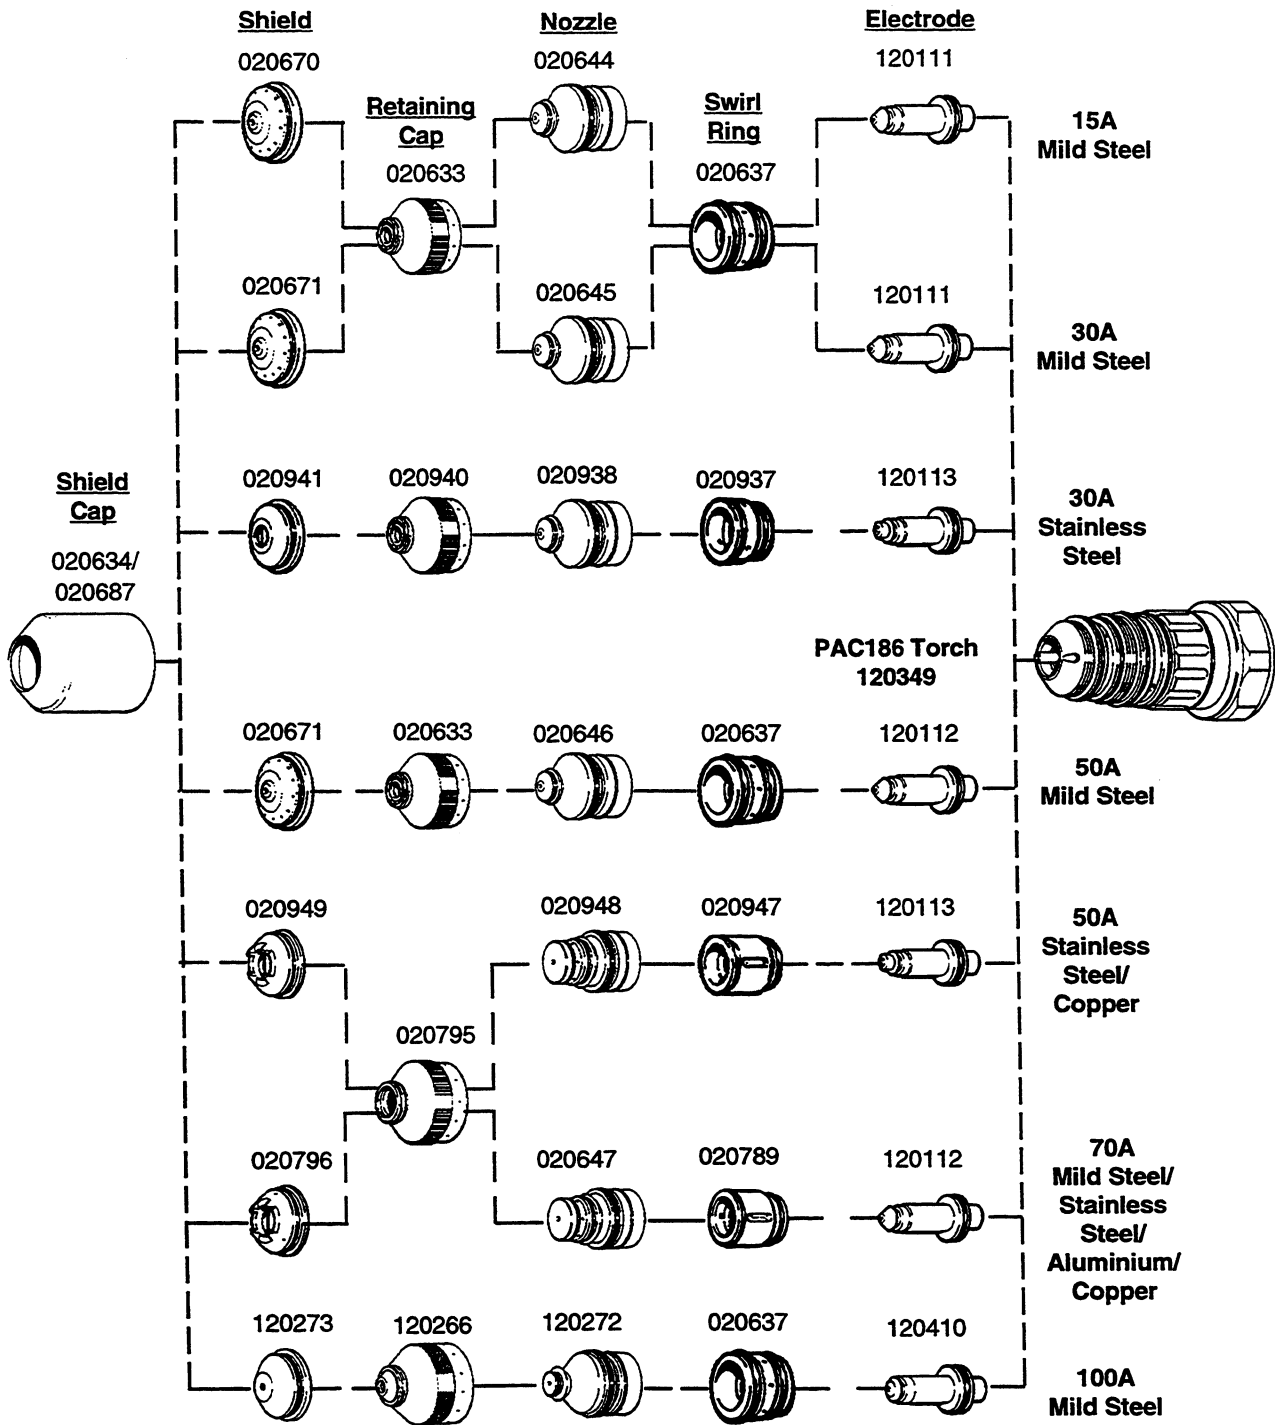 Shield
Nozzle
Electrode
020670
020644
120111
Retaining
Cap
Swirl
Ring
15A
Mild Steel
020633
020637
020671
020645
120111
30A
Mild Steel
020941
020940
020938
020937
120113
30A
Stainless
Steel
Shield
Cap
020634/
020687
PAC186 Torch
120349
020671
020633
020646
020637
120112
50A
Mild Steel
020949
020948
020947
120113
50A
Stainless
Steel/
Copper
020795
020796
020647
020789
120112
70A
Mild Steel/
Stainless
Steel/
Aluminium/
Copper
120273
120266
120272
020637
120410
100A
Mild Steel